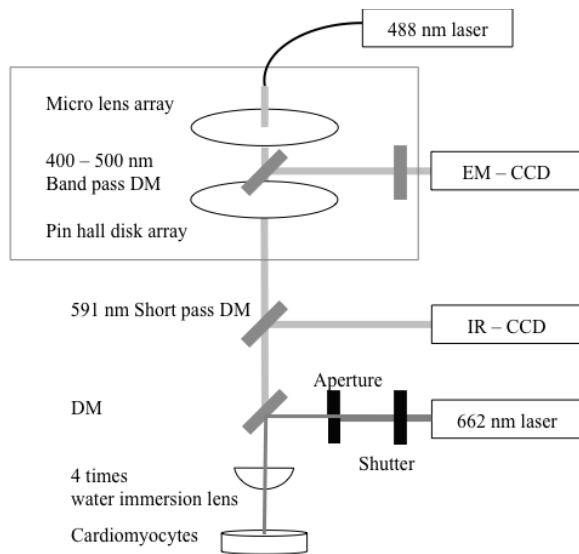 488 nm laser
Micro lens array
400 – 500 nm
Band pass DM
EM – CCD
Pin hall disk array
591 nm Short pass DM
IR – CCD
Aperture
DM
662 nm laser
Shutter
4 times
water immersion lens
Cardiomyocytes